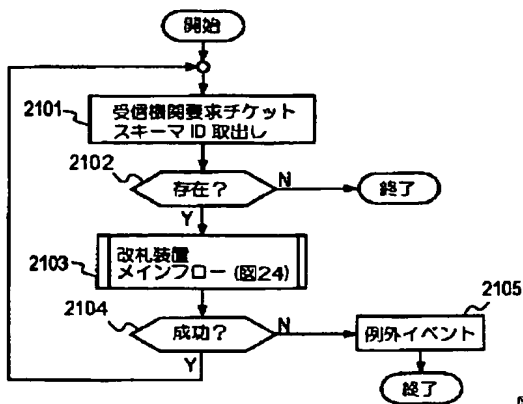 開始
2101
受信機関要求チケット
スキーマID取出し
2102
存在?
N
終了
Y
2103
改札装置
メインフロー(図24)
2104
成功?
N
2105
例外イベント
Y
終了